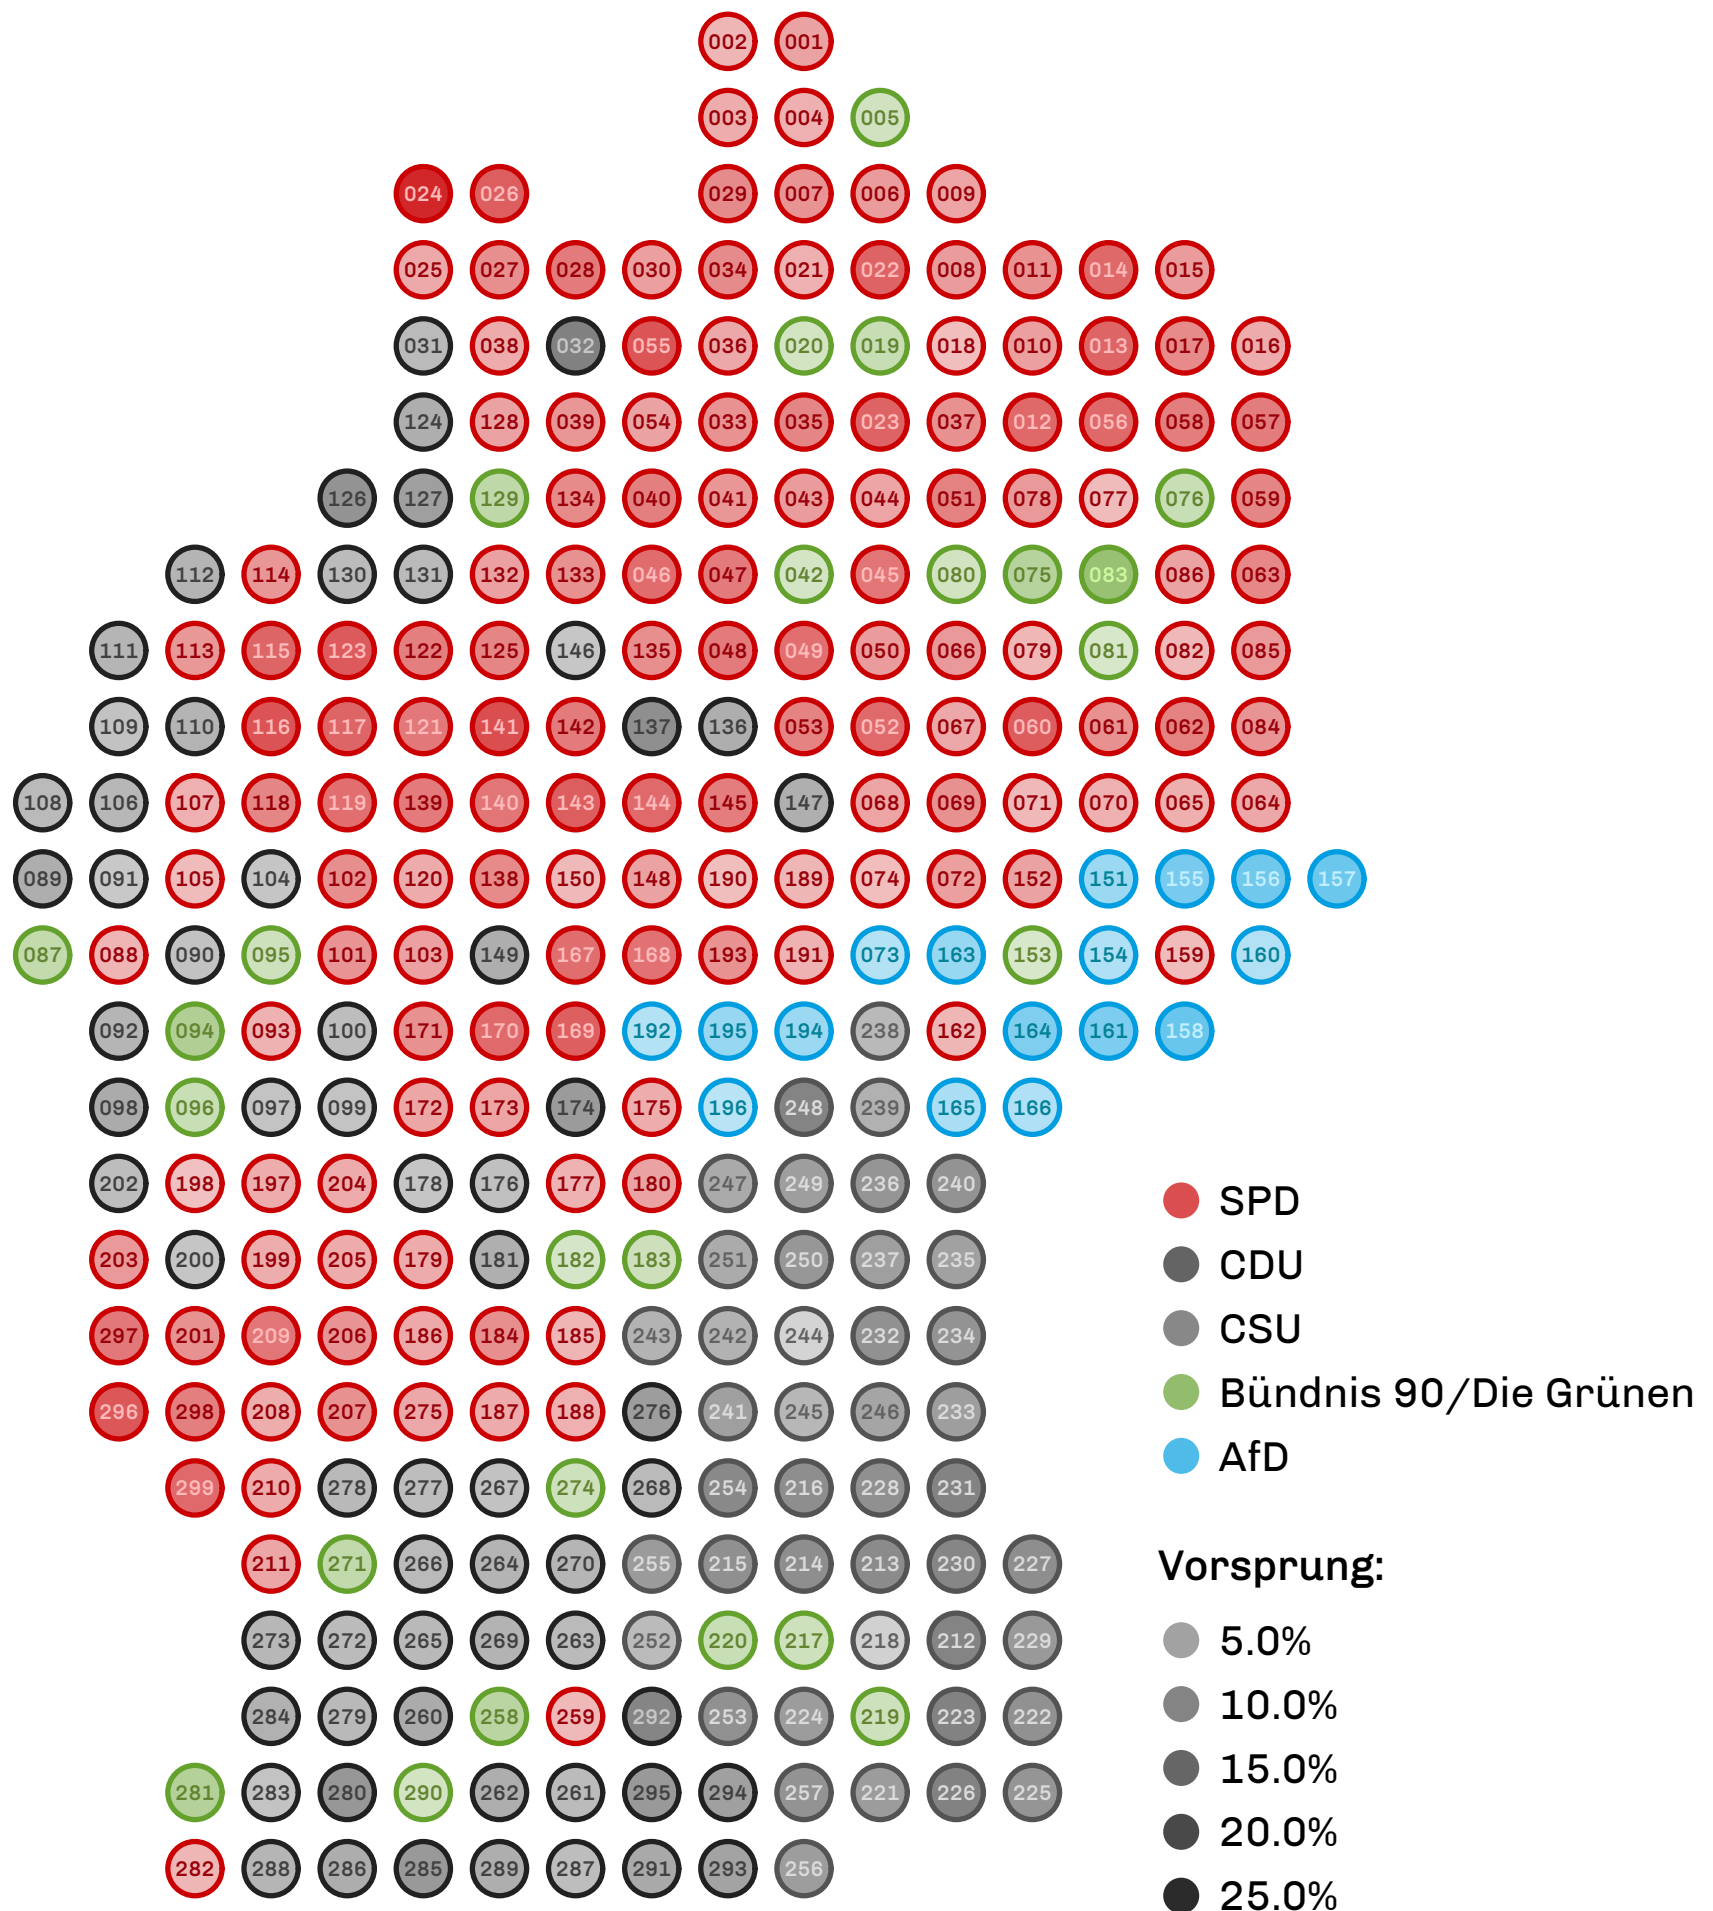 002 001
003 004 005
024 026 029 007 006 009
025 027 028 030 034 021 022 008 011 014 015
031 038 032 055 036 020 019 018 010 013 017 016
124 128 039 054 033 035 023 037 012 056 058 057
126 127 129 134 040 041 043 044 051 078 077 076 059
112 114 130 131 132 133 046 047 042 045 080 075 083 086 063
111 113 115 123 122 125 146 135 048 049 050 066 079 081 082 085
109 110 116 117 121 141 142 137 136 053 052 067 060 061 062 084
108 106 107 118 119 139 140 143 144 145 147 068 069 071 070 065 064
089 091 105 104 102 120 138 150 148 190 189 074 072 152 151 155 156 157
087 088 090 095 101 103 149 167 168 193 191 073 163 153 154 159 160
092 094 093 100 171 170 169 192 195 194 238 162 164 161 158
098 096 097 099 172 173 174 175 196 248 239 165 166
202 198 197 204 178 176 177 180 247 249 236 240
203 200 199 205 179 181 182 183 251 250 237 235
297 201 209 206 186 184 185 243 242 244 232 234
296 298 208 207 275 187 188 276 241 245 246 233
299 210 278 277 267 274 268 254 216 228 231
211 271 266 264 270 255 215 214 213 230 227
273 272 265 269 263 252 220 217 218 212 229
284 279 260 258 259 292 253 224 219 223 222
281 283 280 290 262 261 295 294 257 221 226 225
282 288 286 285 289 287 291 293 256
SPD
CDU
CSU
Bündnis 90/Die Grünen
AfD
Vorsprung:
5.0%
10.0%
15.0%
20.0%
25.0%